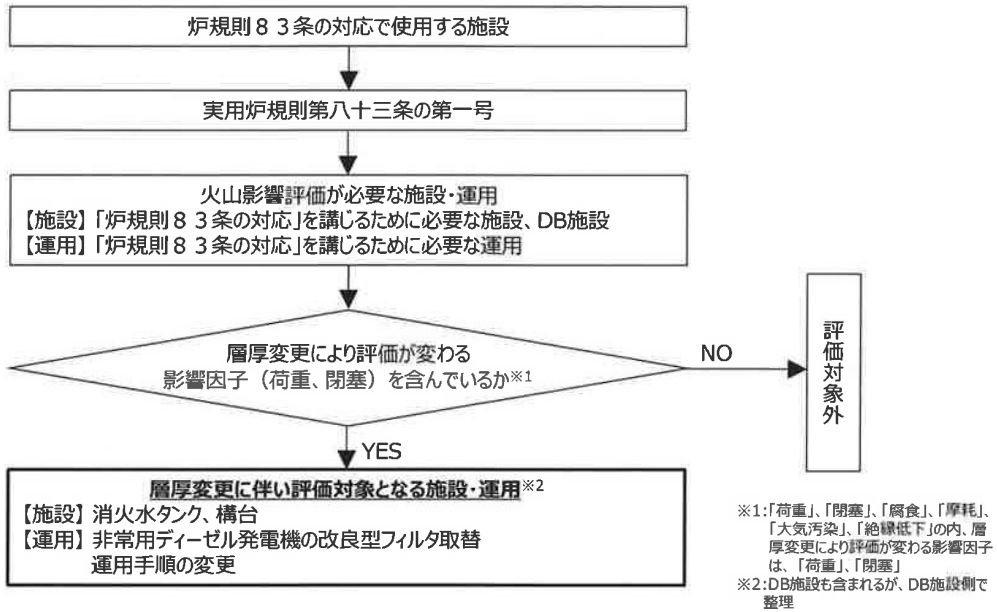 炉規則83条の対応で使用する施設
実用炉規則第八十三条の第一号
火山影響評価が必要な施設・運用
【施設】「炉規則83条の対応」を講じるために必要な施設、DB施設
【運用】「炉規則83条の対応」を講じるために必要な運用
層厚変更により評価が変わる
影響因子（荷重、閉塞）を含んでいるか※1
NO
評価対象外
YES
層厚変更に伴い評価対象となる施設・運用※2
【施設】消火水タンク、構台
【運用】非常用ディーゼル発電機の改良型フィルタ取替
運用手順の変更
※1:「荷重」、「閉塞」、「腐食」、「摩耗」、
「大気汚染」、「絶縁低下」の内、層
厚変更により評価が変わる影響因子
は、「荷重」、「閉塞」
※2:DB施設も含まれるが、DB施設側で
整理